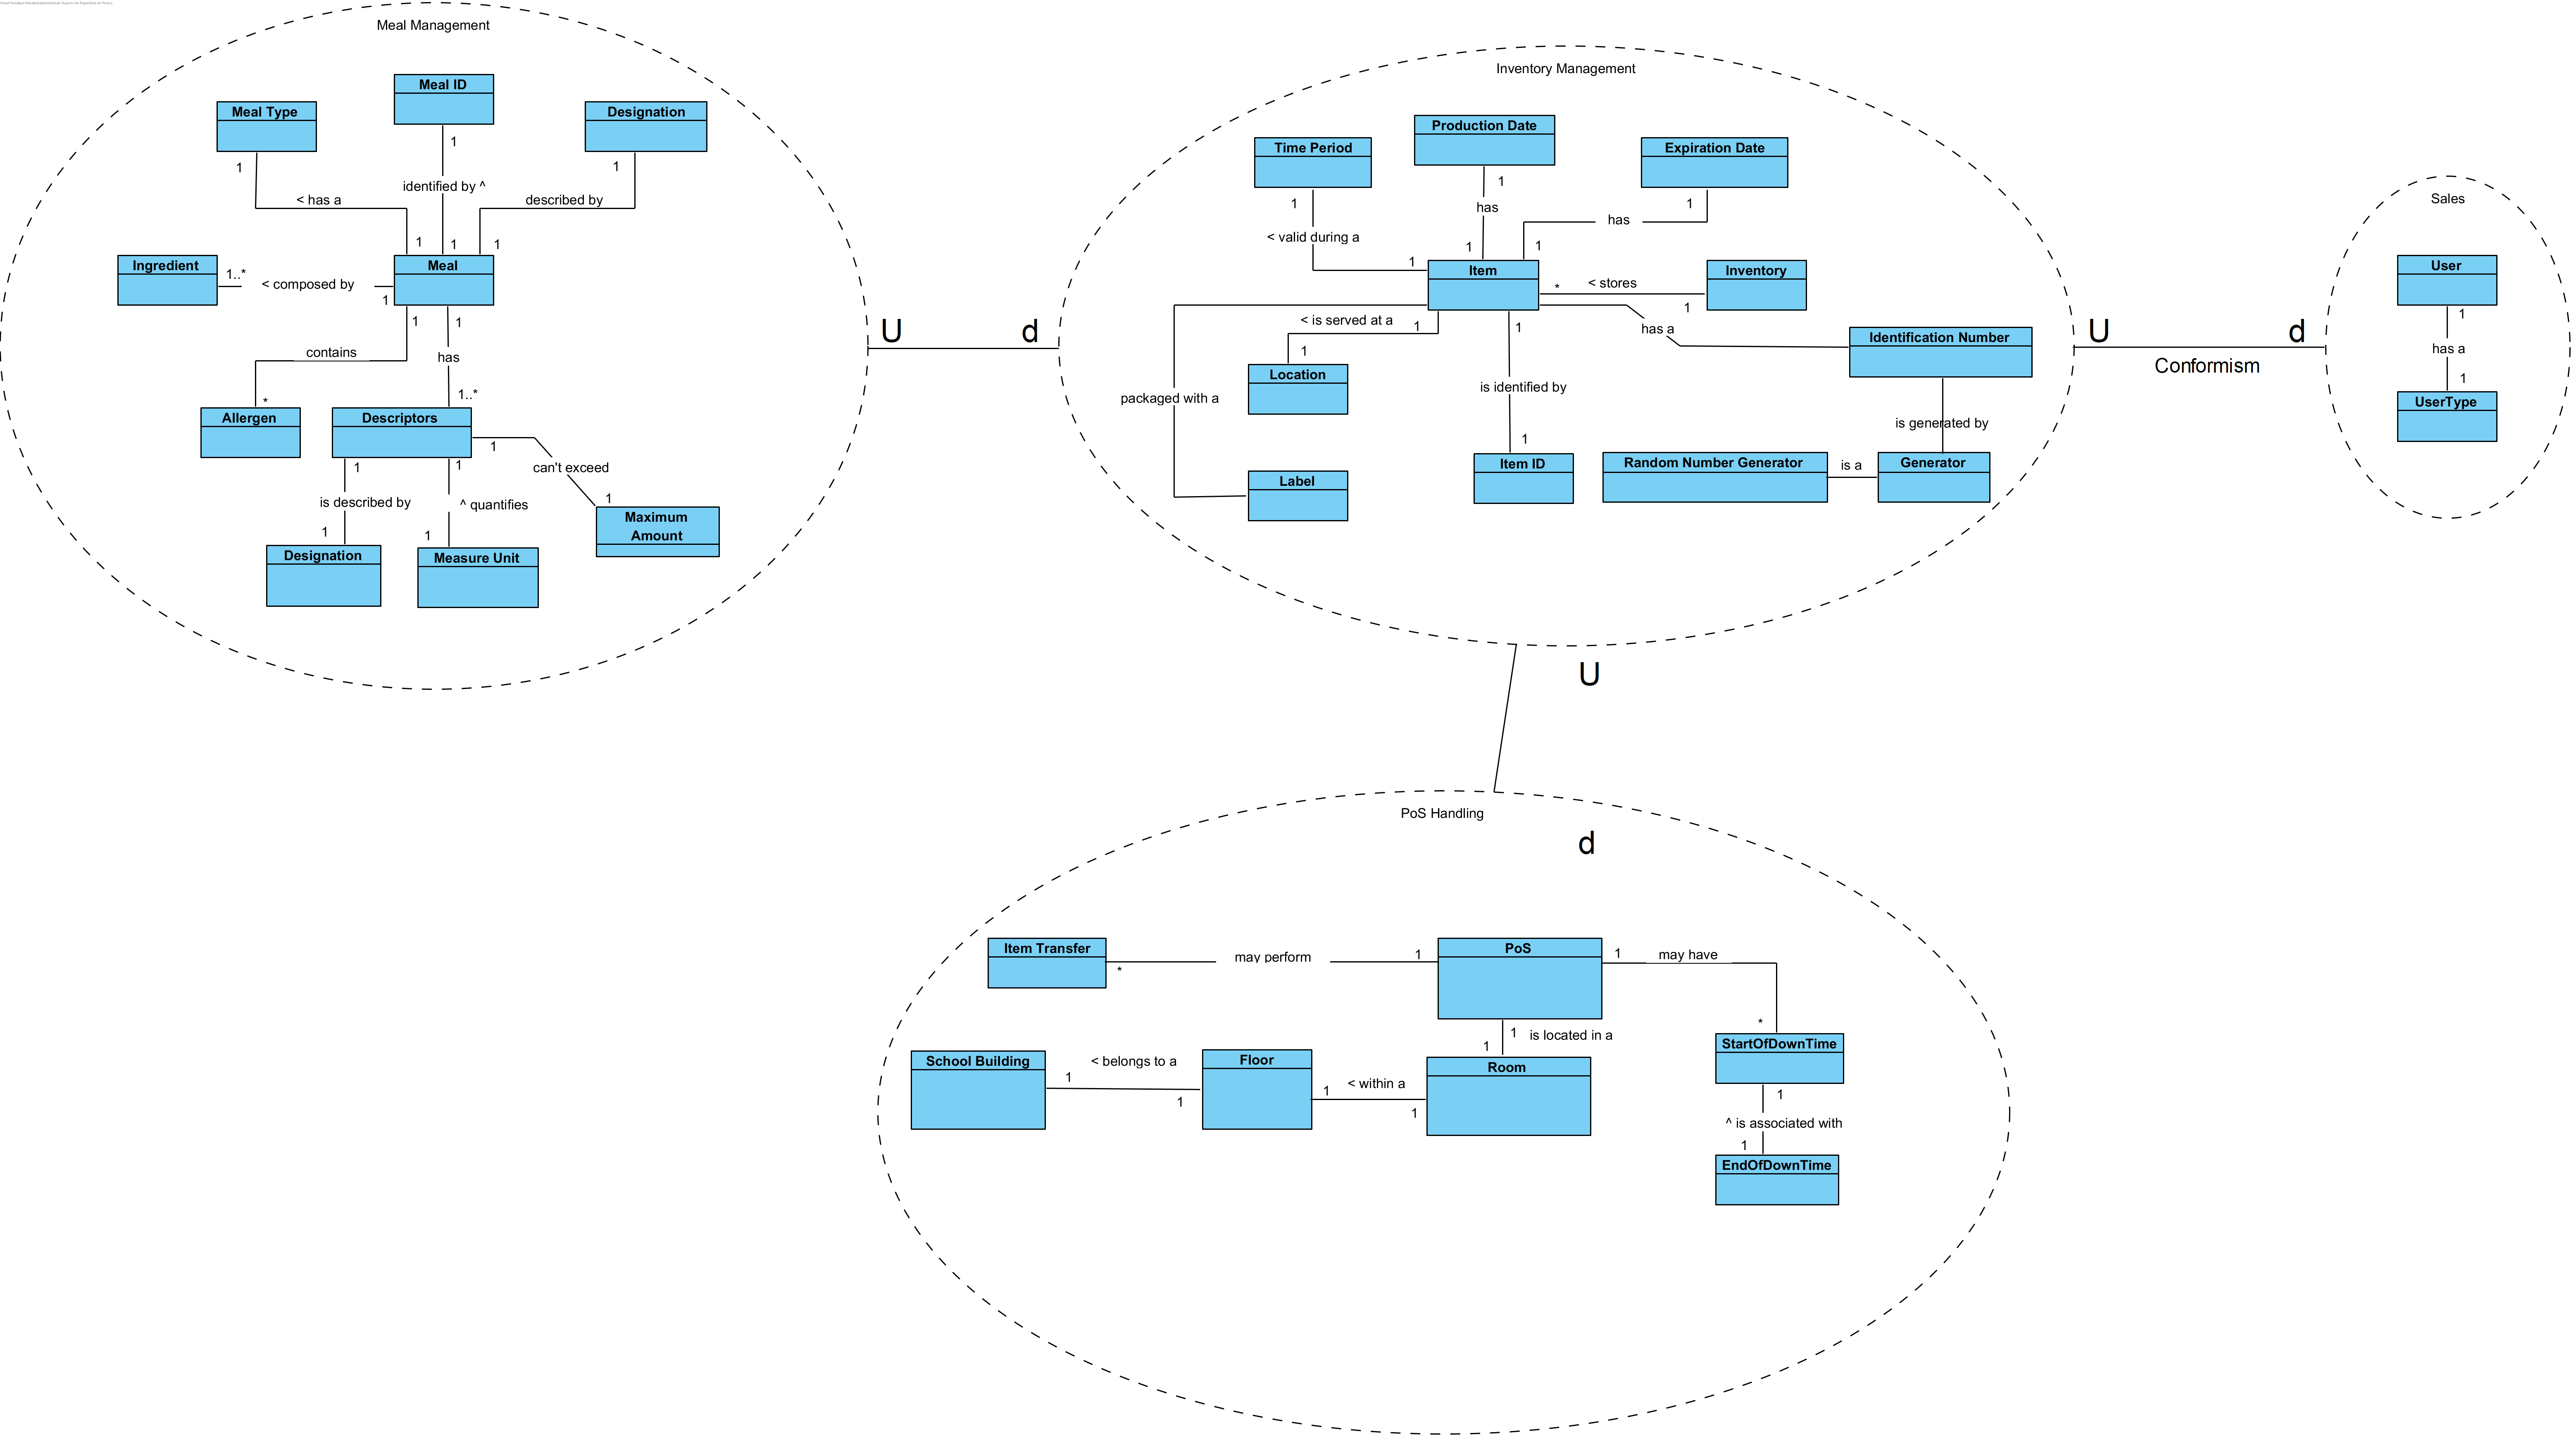 Meal Management
Meal ID
Meal Type
Designation
1
1
1
identified by ^
< has a
described by
1
1
1
Ingredient
Meal
1..*
< composed by
1
1
1
contains
has
1..*
*
Allergen
Descriptors
1
can't exceed
1
1
is described by
^ quantifies
1
Maximum
Amount
1
1
Designation
Measure Unit
U
d
Inventory Management
Production Date
Time Period
Expiration Date
1
1
1
has
has
< valid during a
1
1
1
Item
Inventory
*
< stores
1
< is served at a
1
1
has a
Identification Number
1
Location
is identified by
packaged with a
is generated by
1
Item ID
Random Number Generator
is a
Generator
Label
U
d
Conformism
Sales
User
1
has a
1
UserType
U
PoS Handling
d
Item Transfer
may perform
1
PoS
1
may have
*
*
1
is located in a
1
StartOfDownTime
School Building
< belongs to a
Floor
Room
1
1
1
< within a
1
1
^ is associated with
1
EndOfDownTime